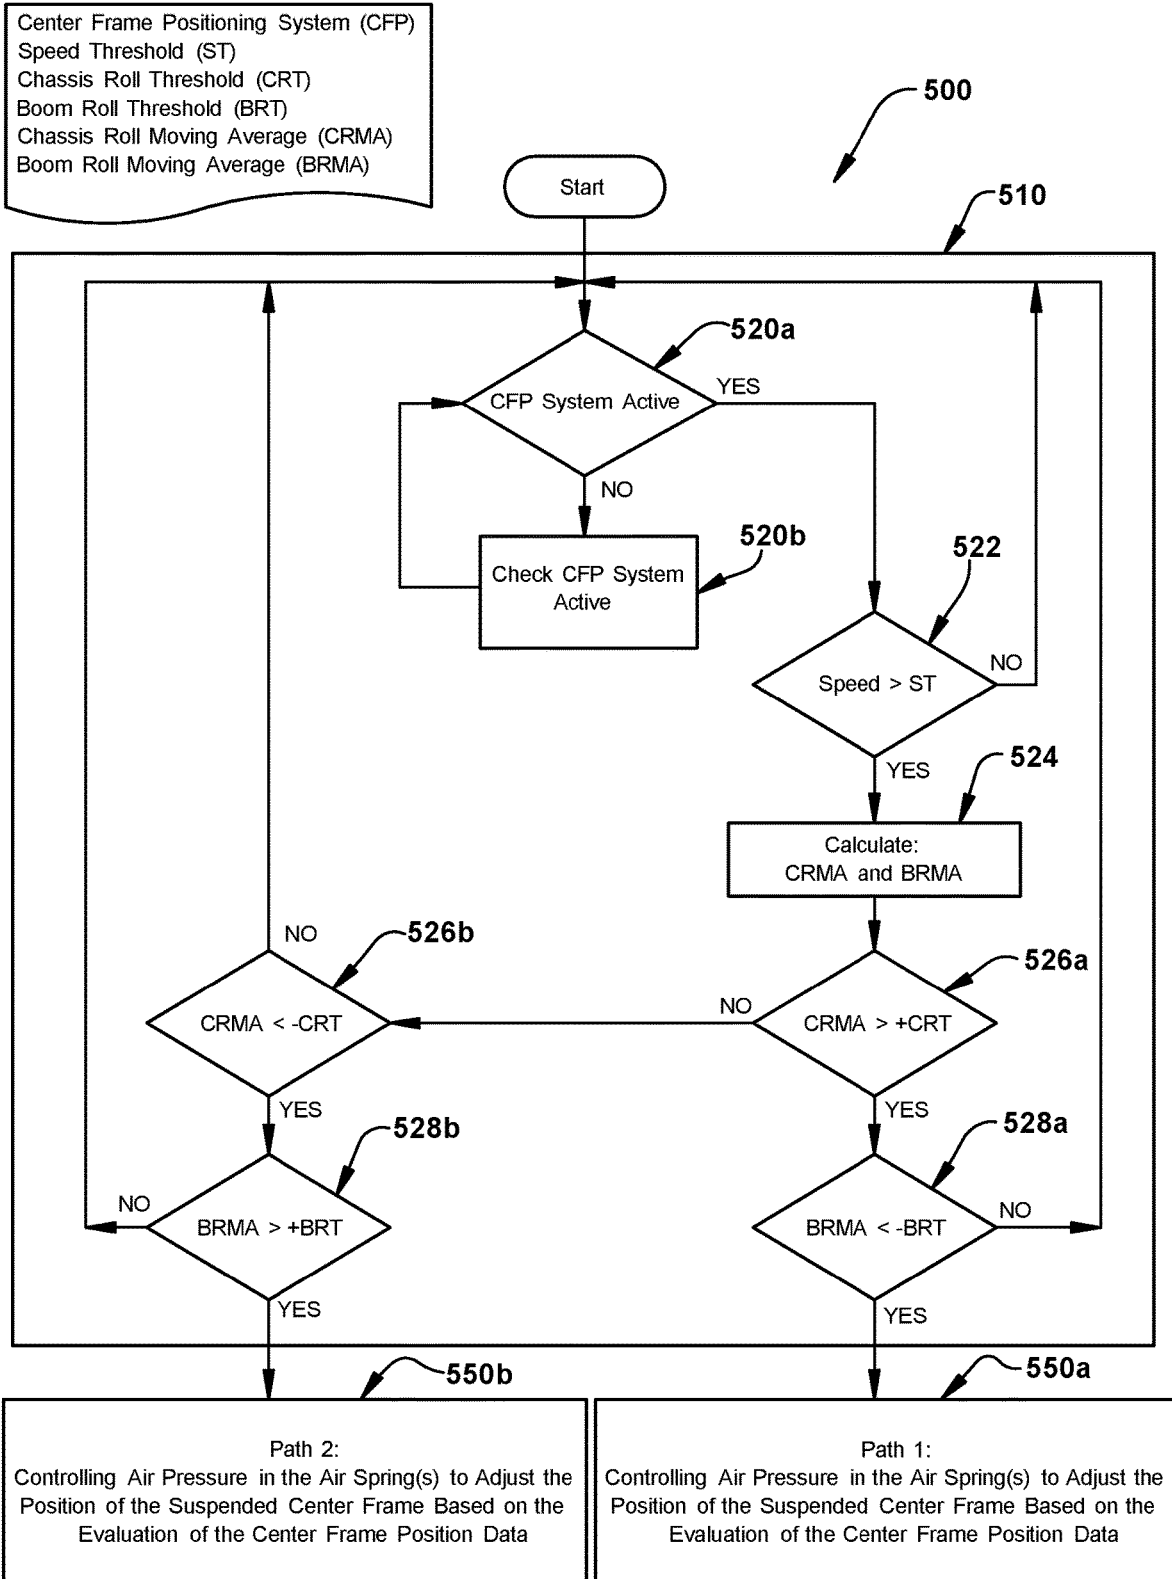 Center Frame Positioning System (CFP)
Speed Threshold (ST)
Chassis Roll Threshold (CRT)
Boom Roll Threshold (BRT)
Chassis Roll Moving Average (CRMA)
Boom Roll Moving Average (BRMA)
500
Start
510
520a
CFP System Active
YES
NO
520b
Check CFP System
Active
522
Speed > ST
NO
YES
524
Calculate:
CRMA and BRMA
526a
CRMA > +CRT
NO
YES
526b
CRMA < -CRT
NO
YES
528b
BRMA > +BRT
NO
YES
528a
BRMA < -BRT
NO
YES
550b
Path 2:
Controlling Air Pressure in the Air Spring(s) to Adjust the
Position of the Suspended Center Frame Based on the
Evaluation of the Center Frame Position Data
550a
Path 1:
Controlling Air Pressure in the Air Spring(s) to Adjust the
Position of the Suspended Center Frame Based on the
Evaluation of the Center Frame Position Data